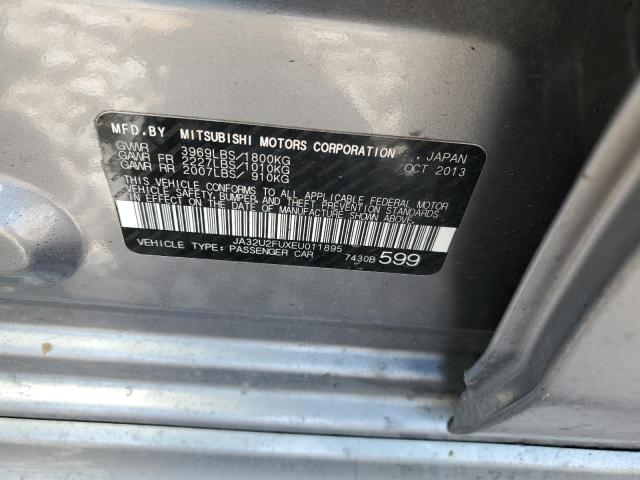 MFD.BY MITSUBISHI MOTORS CORPORATION JAPAN
GVWR 3969LBS/1800KG OCT 2013
GAWR FR 2227LBS/1010KG
GAWR RR 2007LBS/ 910KG
THIS VEHICLE CONFORMS TO ALL APPLICABLE FEDERAL MOTOR
VEHICLE SAFETY, BUMPER AND THEFT PREVENTION STANDARDS
IN EFFECT ON THE DATE OF MANUFACTURE SHOWN ABOVE.
JA32U2FUXEU011895
VEHICLE TYPE: PASSENGER CAR 7430B 599